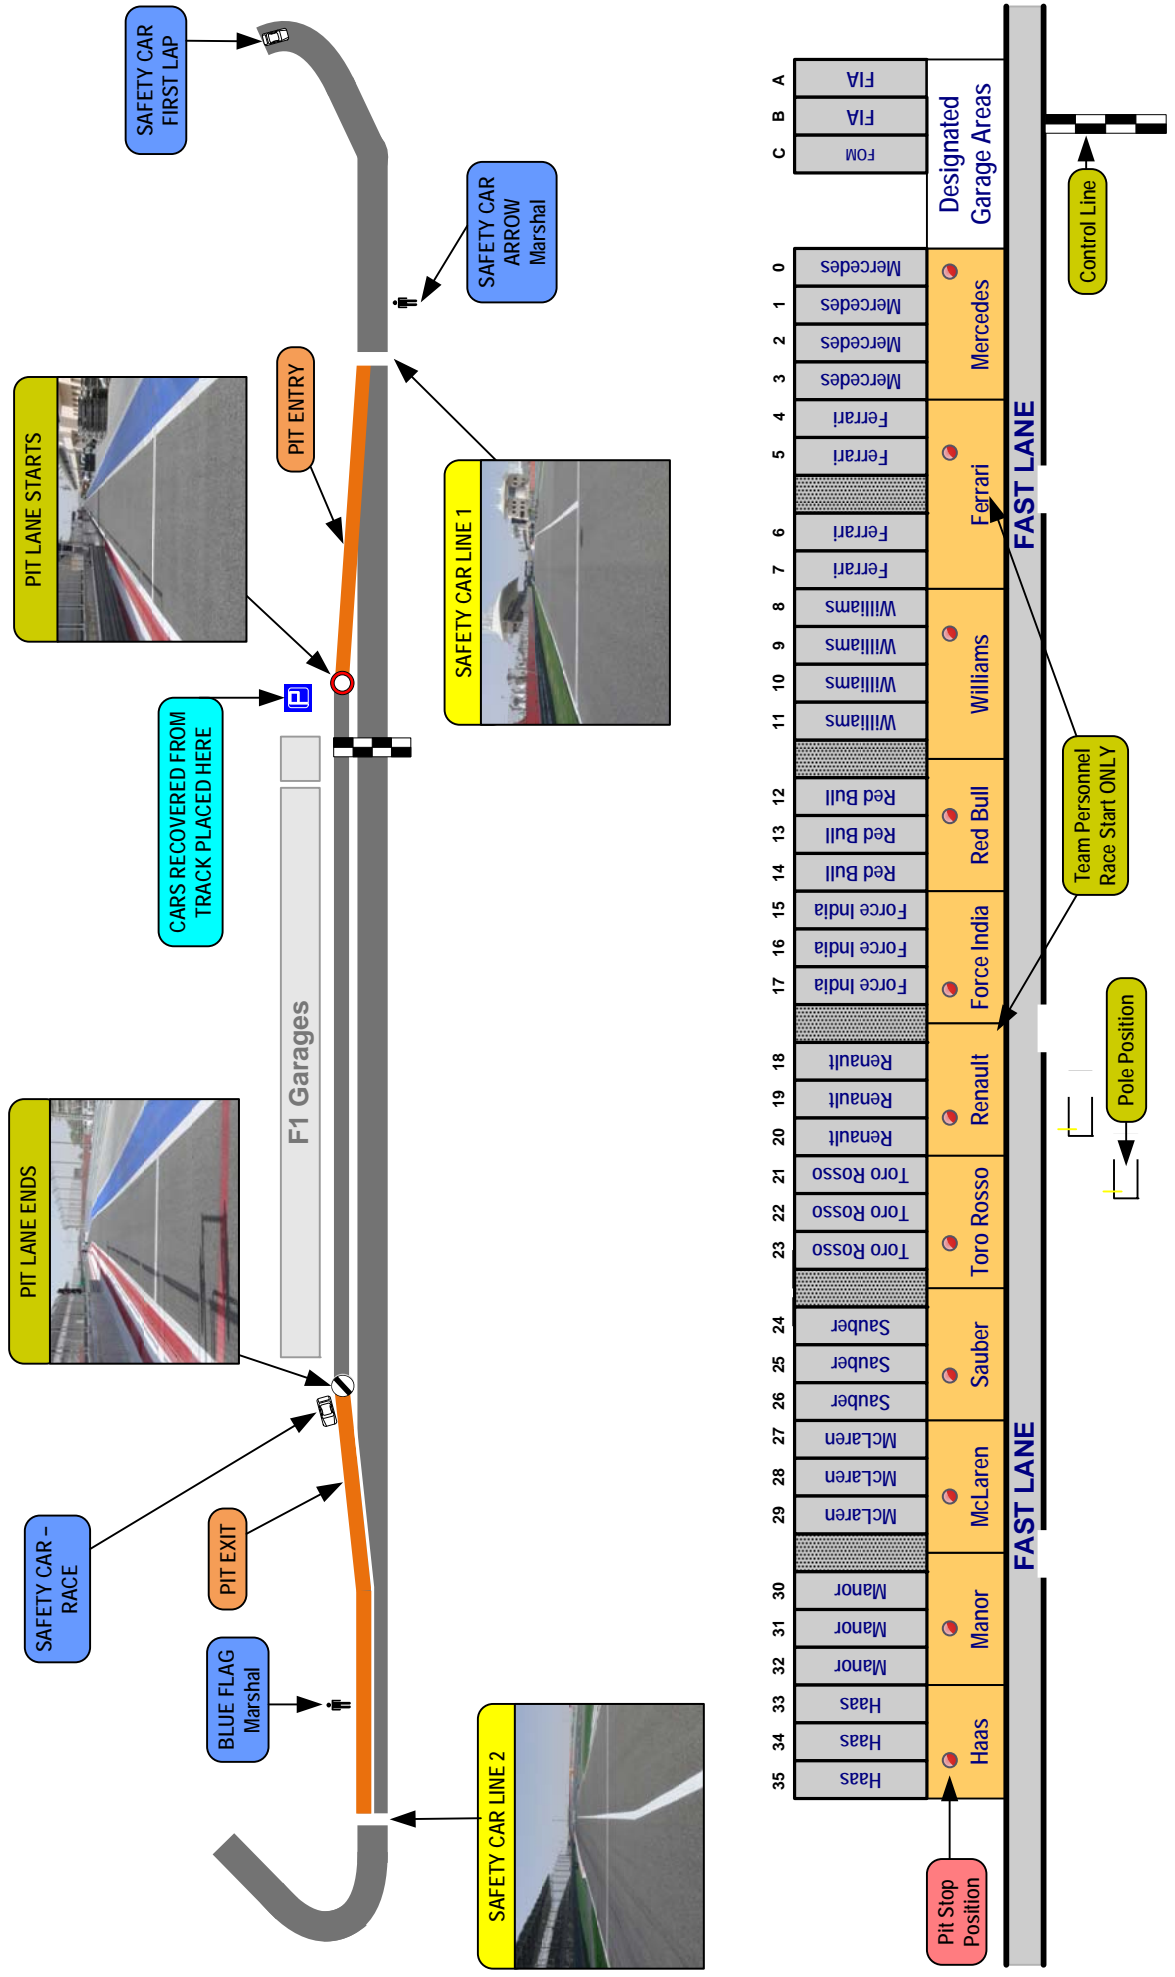 SAFETY CAR
FIRST LAP
SAFETY CAR
ARROW
Marshal
PIT LANE STARTS
PIT ENTRY
SAFETY CAR LINE 1
CARS RECOVERED FROM
TRACK PLACED HERE
P
F1 Garages
PIT LANE ENDS
SAFETY CAR –
RACE
PIT EXIT
BLUE FLAG
Marshal
SAFETY CAR LINE 2
A
FIA
B
FIA
C
FOM
Designated
Garage Areas
Control Line
0
Mercedes
1
Mercedes
2
Mercedes
3
Mercedes
Mercedes
4
Ferrari
5
Ferrari
6
Ferrari
7
Ferrari
Ferrari
FAST LANE
8
Williams
9
Williams
10
Williams
11
Williams
Williams
12
Red Bull
13
Red Bull
14
Red Bull
Red Bull
Team Personnel
Race Start ONLY
15
Force India
16
Force India
17
Force India
Force India
18
Renault
19
Renault
20
Renault
Renault
Pole Position
21
Toro Rosso
22
Toro Rosso
23
Toro Rosso
Toro Rosso
24
Sauber
25
Sauber
26
Sauber
Sauber
27
McLaren
28
McLaren
29
McLaren
McLaren
FAST LANE
30
Manor
31
Manor
32
Manor
Manor
33
Haas
34
Haas
35
Haas
Haas
Pit Stop
Position